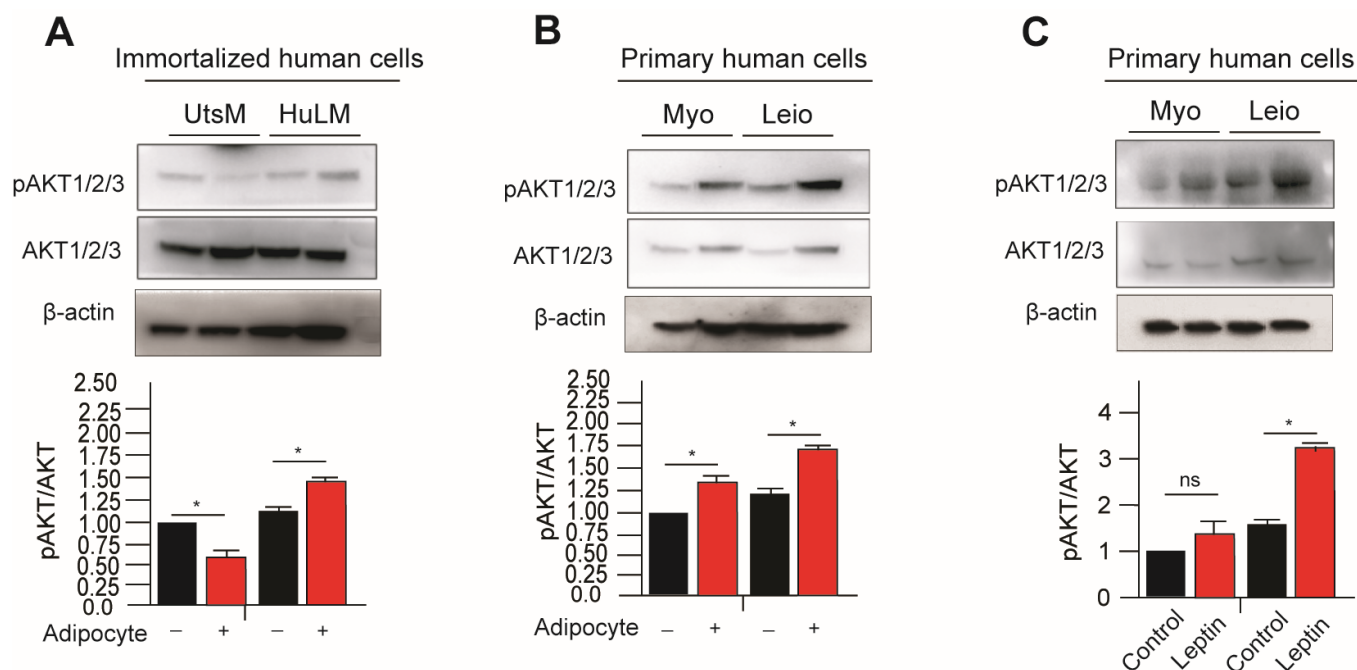 A
Immortalized human cells
UtsM HuLM
pAKT1/2/3
AKT1/2/3
β-actin
pAKT/AKT
2.50
2.25
2.00
1.75
1.50
1.25
1.00
0.75
0.50
0.25
0.0
*
*
Adipocyte – + – +
B
Primary human cells
Myo Leio
pAKT1/2/3
AKT1/2/3
β-actin
pAKT/AKT
2.50
2.25
2.00
1.75
1.50
1.25
1.00
0.75
0.50
0.25
0.0
*
*
Adipocyte – + – +
C
Primary human cells
Myo Leio
pAKT1/2/3
AKT1/2/3
β-actin
pAKT/AKT
4
3
2
1
0
ns
*
Control Leptin Control Leptin